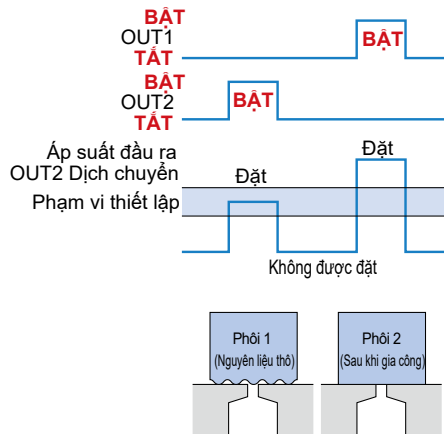 BẬT
OUT1
TẮT
BẬT
BẬT
OUT2
TẮT
BẬT
Áp suất đầu ra
OUT2 Dịch chuyển
Đặt
Đặt
Phạm vi thiết lập
Không được đặt
Phôi 1
(Nguyên liệu thô)
Phôi 2
(Sau khi gia công)